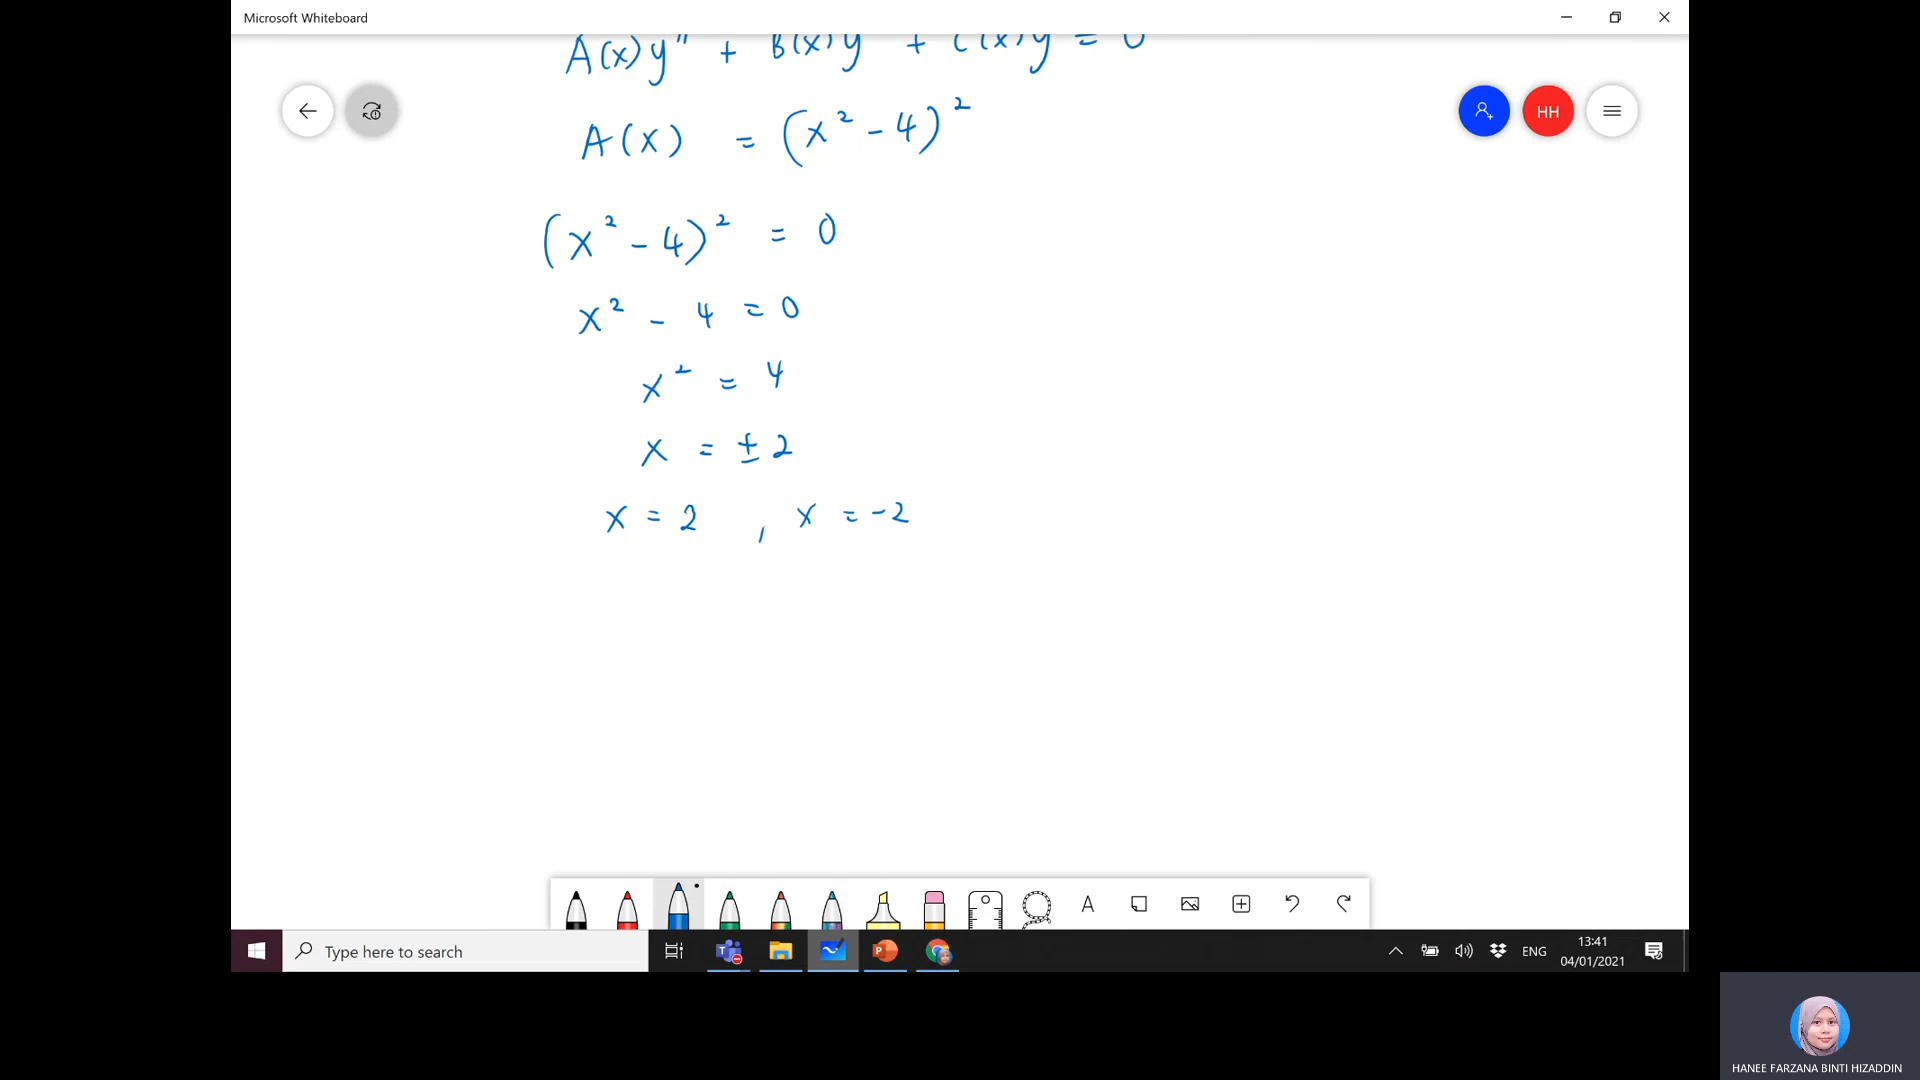 Microsoft Whiteboard
A(x)y'' + B(x)y' + C(x)y = 0
HH
A(x) = (x² - 4)²
(x² - 4)² = 0
x² - 4 = 0
x² = 4
x = ± 2
x = 2 , x = -2
A
Type here to search
ENG
13:41
04/01/2021
HANEE FARZANA BINTI HIZADDIN